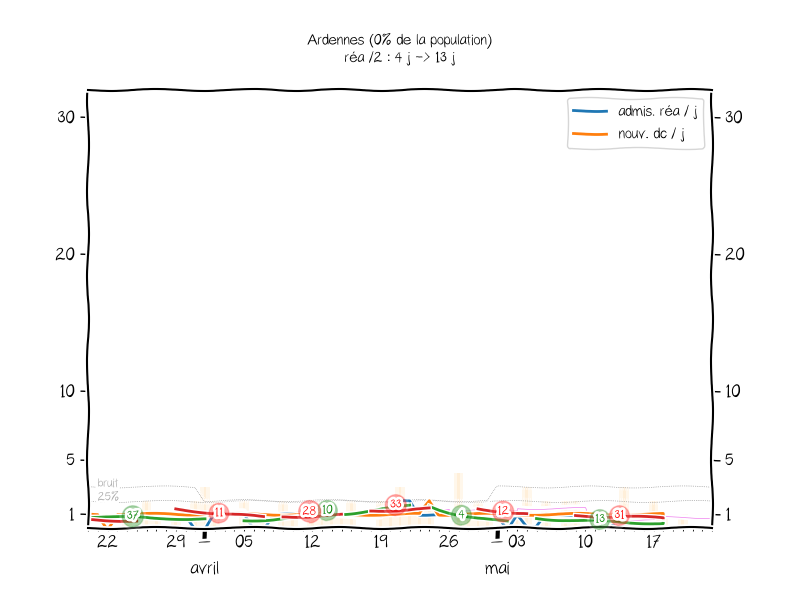 Ardennes (0% de la population)
réa /2 : 4 j -> 13 j
admis. réa / j
nouv. dc / j
30 30
20 20
10 10
5 5
1 1
bruit
25%
37 11 28 10 33 4 12 13 31
22 29 05 12 19 26 03 10 17
avril mai